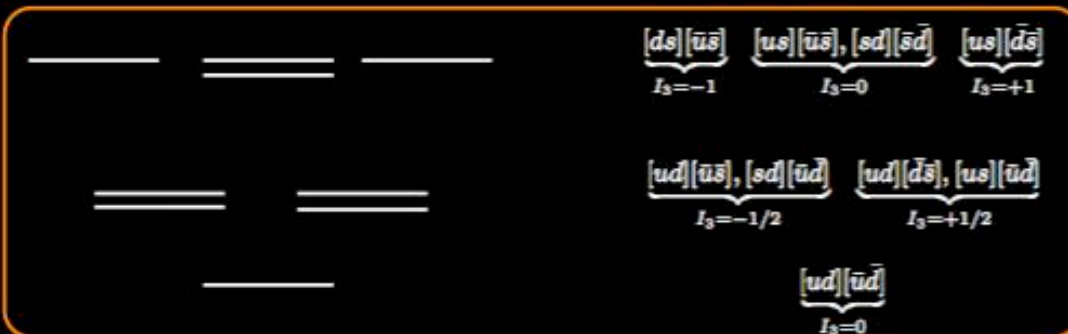 [ds][ūs̄] [us][ūs̄], [sd][s̄d̄] [us][d̄s̄]
I₃=−1 I₃=0 I₃=+1
[ud][ūs̄], [sd][ūd̄] [ud][d̄s̄], [us][ūd̄]
I₃=−1/2 I₃=+1/2
[ud][ūd̄]
I₃=0